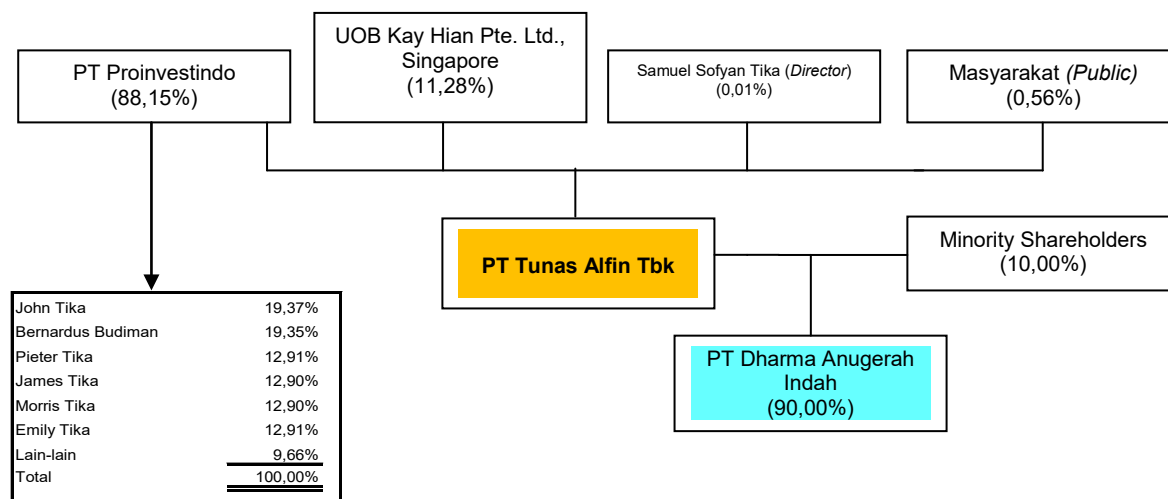 PT Proinvestindo
(88,15%)
UOB Kay Hian Pte. Ltd.,
Singapore
(11,28%)
Samuel Sofyan Tika (Director)
(0,01%)
Masyarakat (Public)
(0,56%)
PT Tunas Alfin Tbk
Minority Shareholders
(10,00%)
PT Dharma Anugerah
Indah
(90,00%)
John Tika 19,37%
Bernardus Budiman 19,35%
Pieter Tika 12,91%
James Tika 12,90%
Morris Tika 12,90%
Emily Tika 12,91%
Lain-lain 9,66%
Total 100,00%